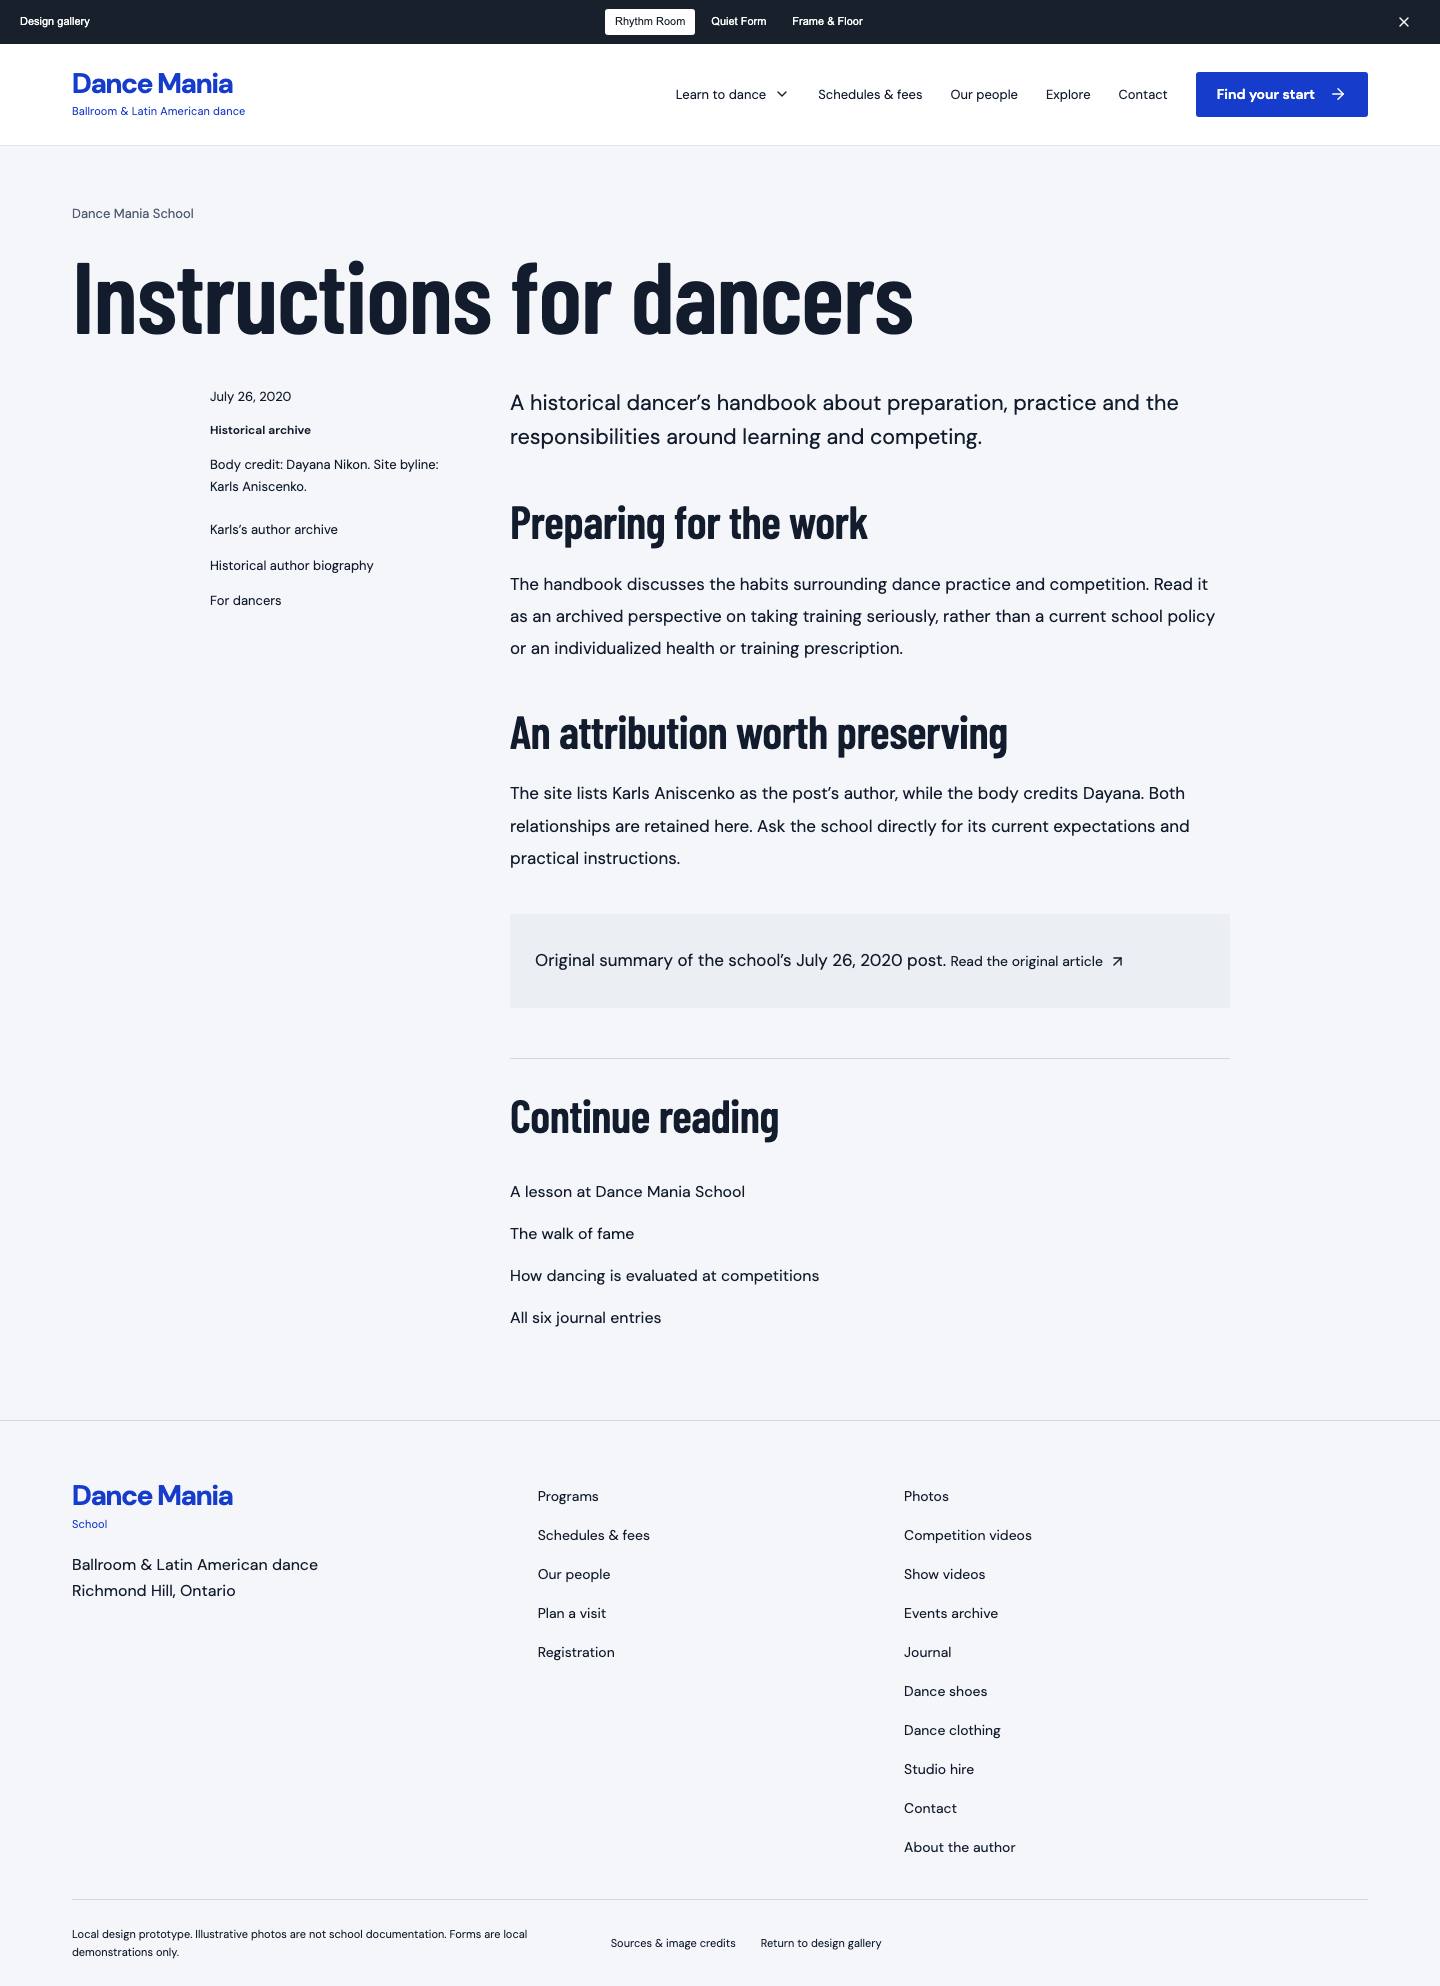 Design gallery
Rhythm Room
Quiet Form
Frame & Floor
Dance Mania
Ballroom & Latin American dance
Learn to dance
Schedules & fees
Our people
Explore
Contact
Find your start
Dance Mania School
Instructions for dancers
July 26, 2020
Historical archive
Body credit: Dayana Nikon. Site byline:
Karls Aniscenko.
Karls’s author archive
Historical author biography
For dancers
A historical dancer’s handbook about preparation, practice and the
responsibilities around learning and competing.
Preparing for the work
The handbook discusses the habits surrounding dance practice and competition. Read it
as an archived perspective on taking training seriously, rather than a current school policy
or an individualized health or training prescription.
An attribution worth preserving
The site lists Karls Aniscenko as the post’s author, while the body credits Dayana. Both
relationships are retained here. Ask the school directly for its current expectations and
practical instructions.
Original summary of the school’s July 26, 2020 post. Read the original article
Continue reading
A lesson at Dance Mania School
The walk of fame
How dancing is evaluated at competitions
All six journal entries
Dance Mania
School
Ballroom & Latin American dance
Richmond Hill, Ontario
Programs
Schedules & fees
Our people
Plan a visit
Registration
Photos
Competition videos
Show videos
Events archive
Journal
Dance shoes
Dance clothing
Studio hire
Contact
About the author
Local design prototype. Illustrative photos are not school documentation. Forms are local
demonstrations only.
Sources & image credits
Return to design gallery